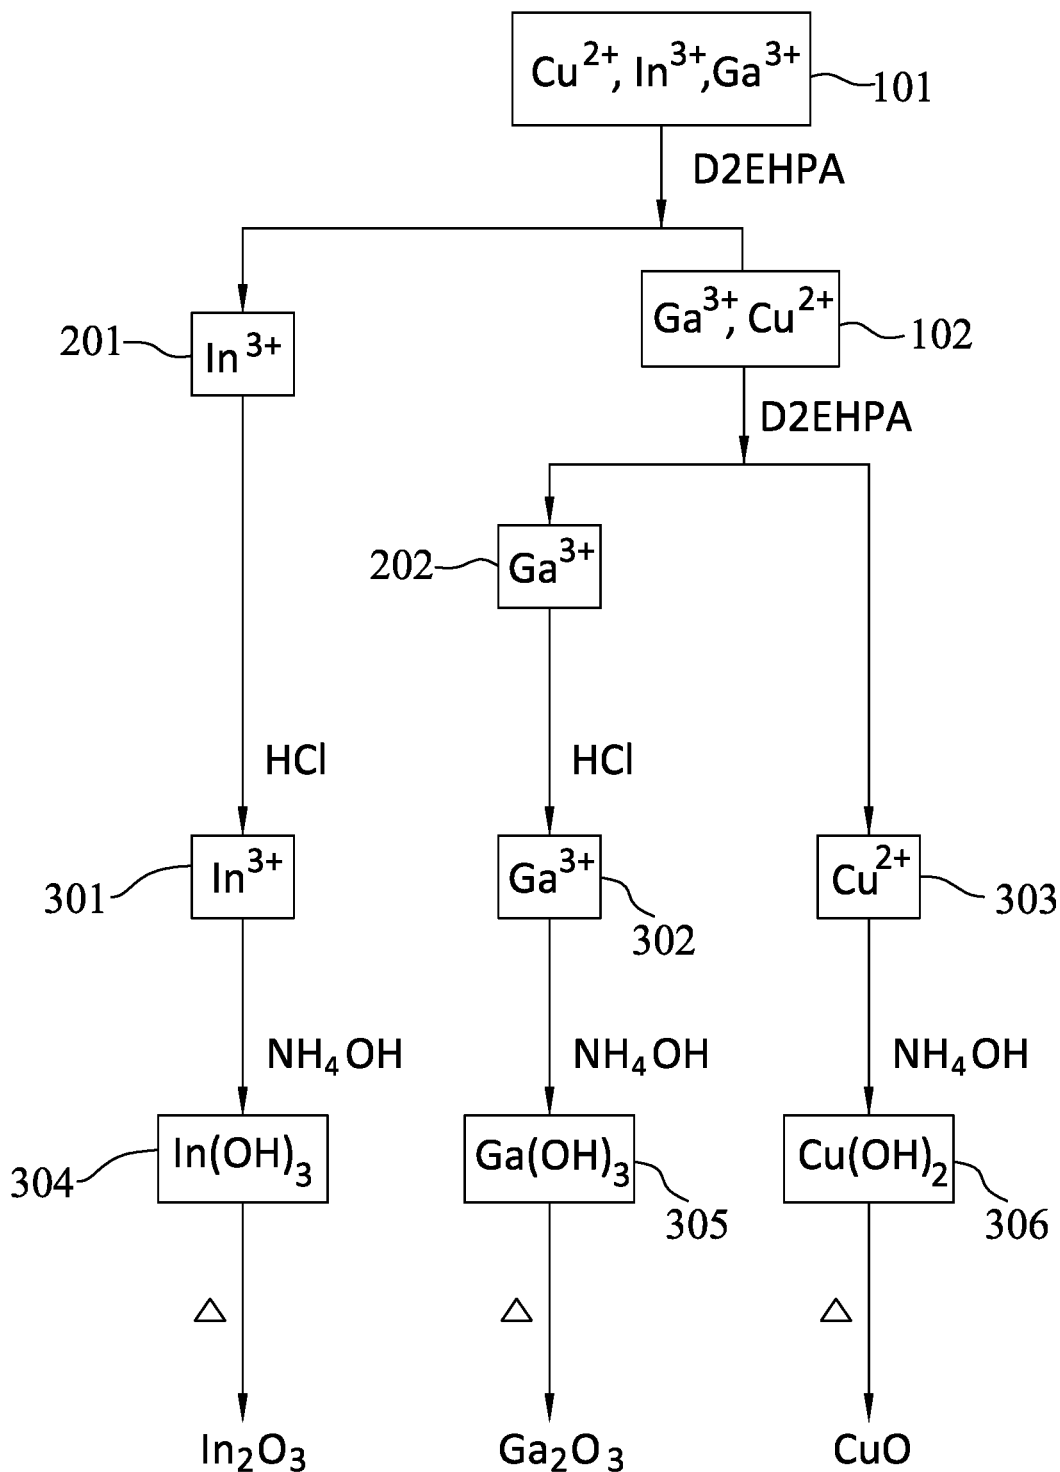 Cu²⁺, In³⁺,Ga³⁺
101
D2EHPA
Ga³⁺, Cu²⁺
201
In³⁺
102
D2EHPA
202
Ga³⁺
HCl
HCl
301
In³⁺
Ga³⁺
302
Cu²⁺
303
NH₄OH
NH₄OH
NH₄OH
304
In(OH)₃
Ga(OH)₃
305
Cu(OH)₂
306
△
△
△
In₂O₃
Ga₂O₃
CuO